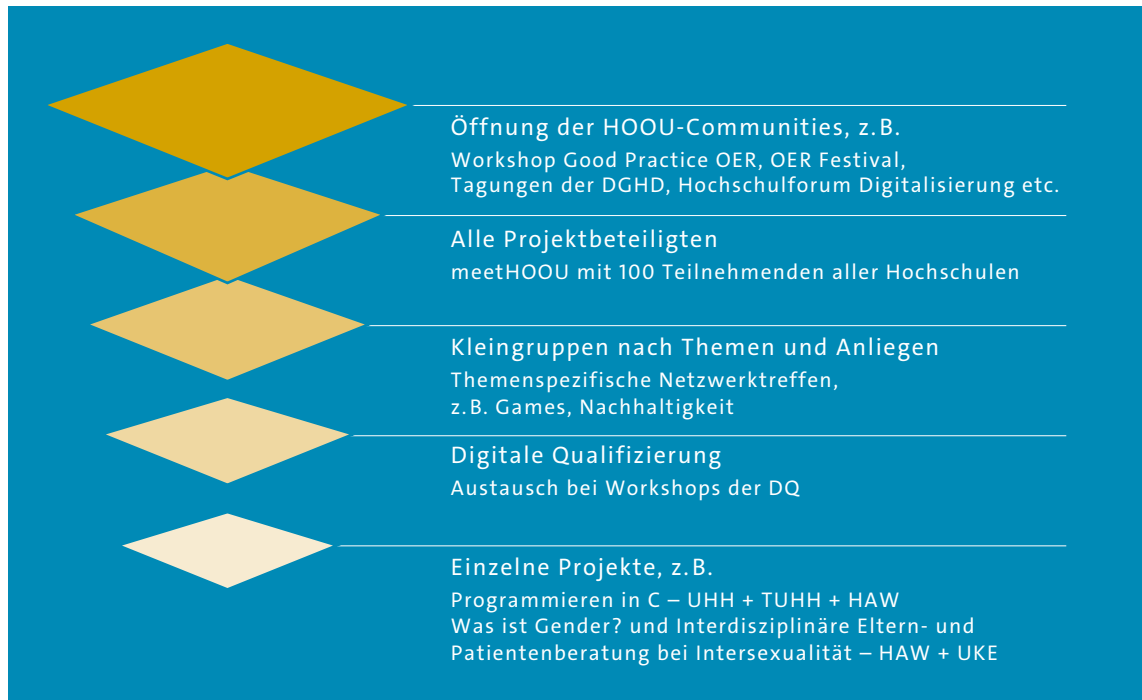 Öffnung der HOOU-Communities, z.B.
Workshop Good Practice OER, OER Festival,
Tagungen der DGHD, Hochschulforum Digitalisierung etc.
Alle Projektbeteiligten
meetHOOU mit 100 Teilnehmenden aller Hochschulen
Kleingruppen nach Themen und Anliegen
Themenspezifische Netzwerktreffen,
z.B. Games, Nachhaltigkeit
Digitale Qualifizierung
Austausch bei Workshops der DQ
Einzelne Projekte, z.B.
Programmieren in C – UHH + TUHH + HAW
Was ist Gender? und Interdisziplinäre Eltern- und
Patientenberatung bei Intersexualität – HAW + UKE